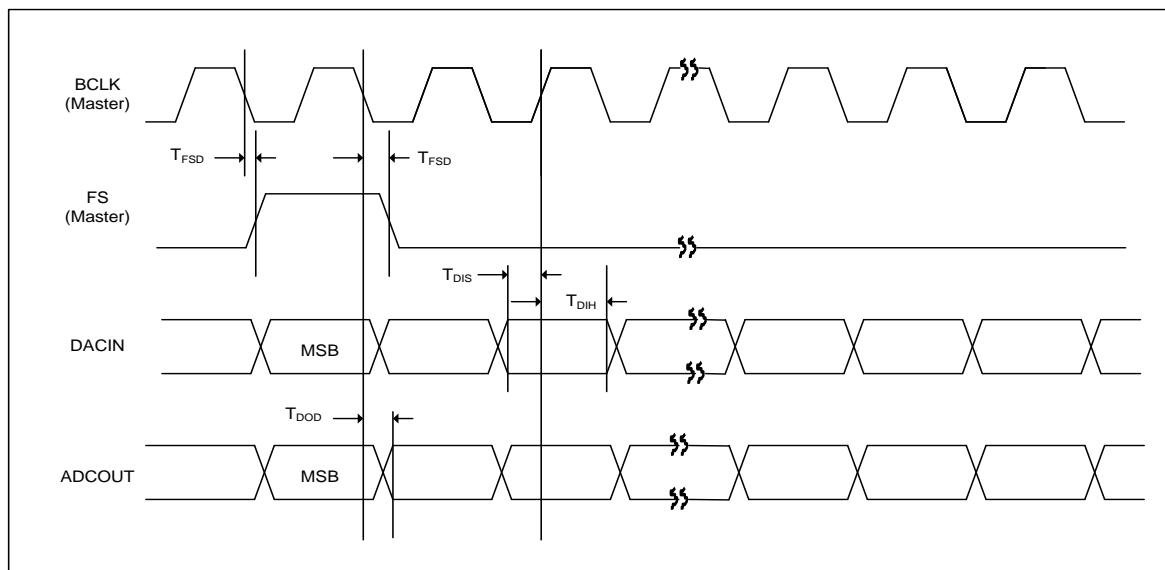 BCLK
(Master)
TFSD
TFSD
FS
(Master)
TDIS
TDIH
DACIN
MSB
TDOD
ADCOUT
MSB